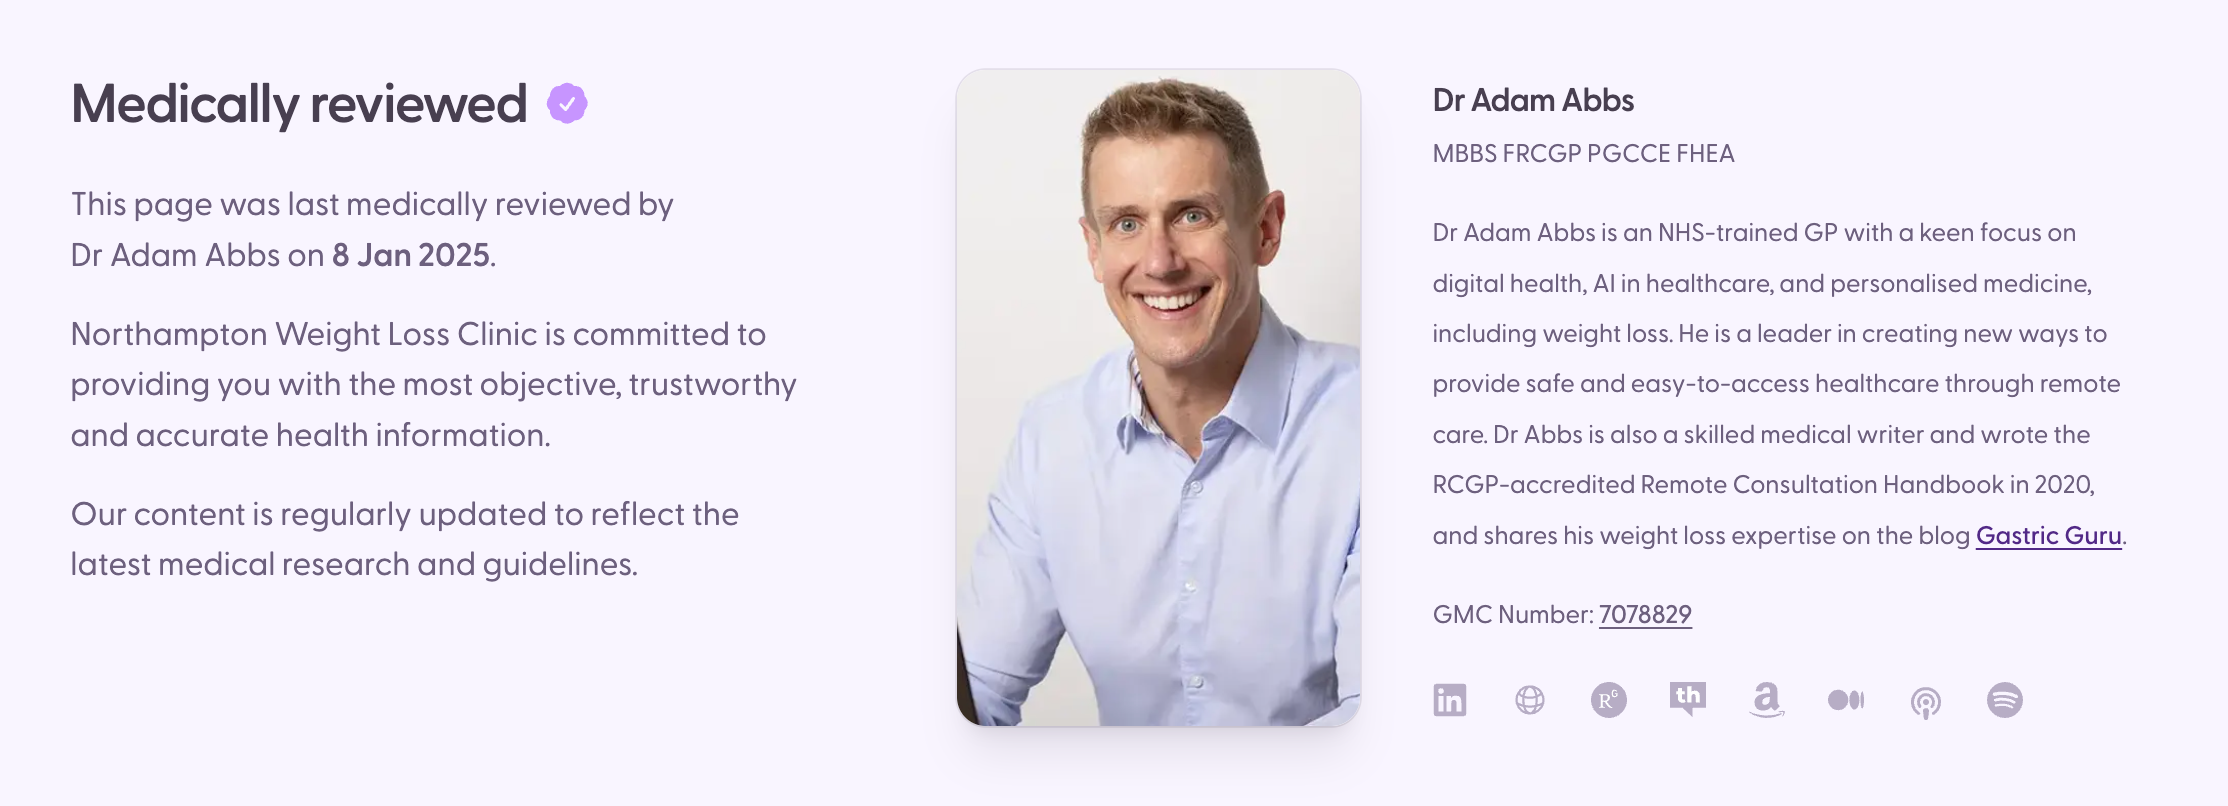 Medically reviewed
This page was last medically reviewed by
Dr Adam Abbs on 8 Jan 2025.
Northampton Weight Loss Clinic is committed to
providing you with the most objective, trustworthy
and accurate health information.
Our content is regularly updated to reflect the
latest medical research and guidelines.
Dr Adam Abbs
MBBS FRCGP PGCCE FHEA
Dr Adam Abbs is an NHS-trained GP with a keen focus on
digital health, AI in healthcare, and personalised medicine,
including weight loss. He is a leader in creating new ways to
provide safe and easy-to-access healthcare through remote
care. Dr Abbs is also a skilled medical writer and wrote the
RCGP-accredited Remote Consultation Handbook in 2020,
and shares his weight loss expertise on the blog Gastric Guru.
GMC Number: 7078829
in RG th a